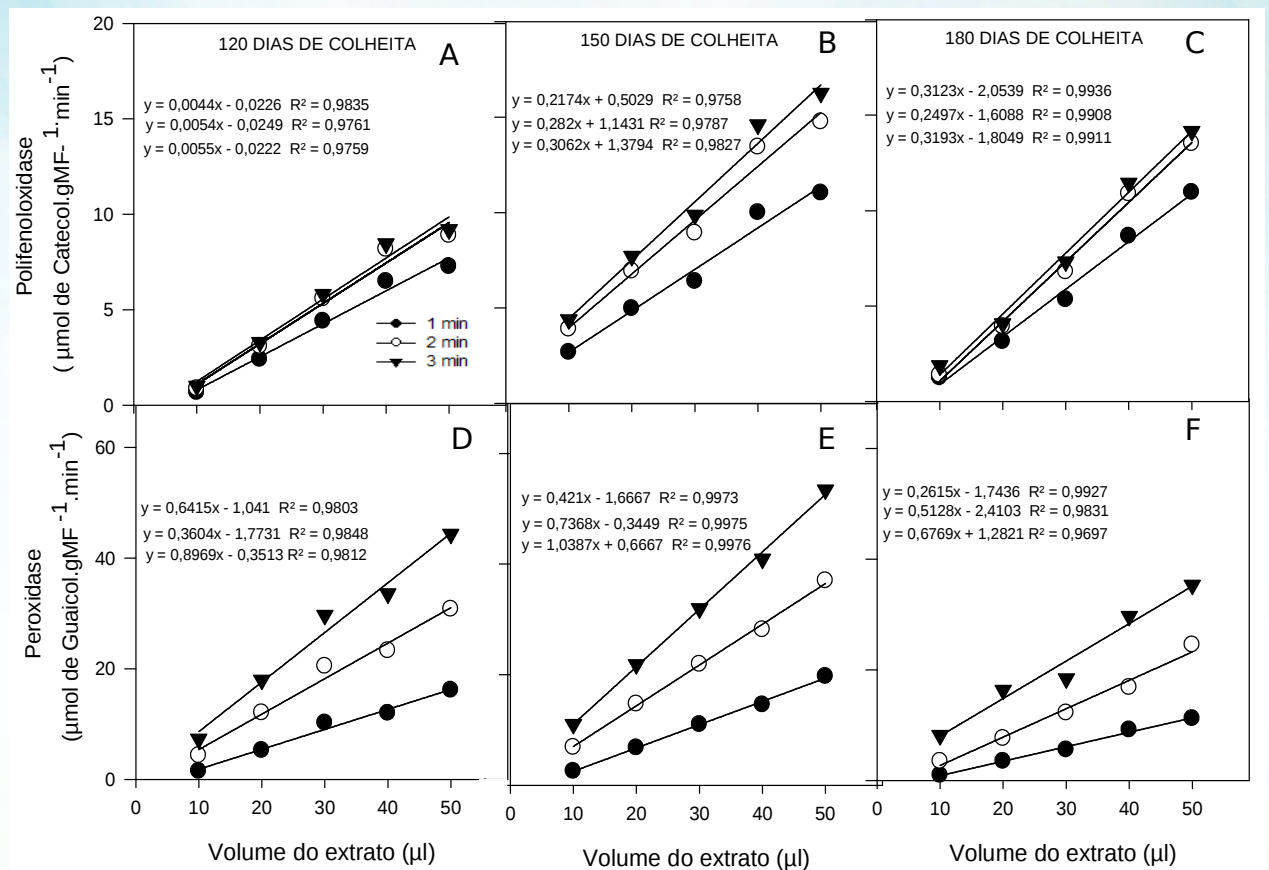 120 DIAS DE COLHEITA
A
y = 0,0044x - 0,0226 R² = 0,9835
y = 0,0054x - 0,0249 R² = 0,9761
y = 0,0055x - 0,0222 R² = 0,9759
1 min
2 min
3 min
20
15
10
5
0
Polifenoloxidase
( µmol de Catecol.gMF-¹.min⁻¹)
150 DIAS DE COLHEITA
B
y = 0,2174x + 0,5029 R² = 0,9758
y = 0,282x + 1,1431 R² = 0,9787
y = 0,3062x + 1,3794 R² = 0,9827
180 DIAS DE COLHEITA
C
y = 0,3123x - 2,0539 R² = 0,9936
y = 0,2497x - 1,6088 R² = 0,9908
y = 0,3193x - 1,8049 R² = 0,9911
D
y = 0,6415x - 1,041 R² = 0,9803
y = 0,3604x - 1,7731 R² = 0,9848
y = 0,8969x - 0,3513 R² = 0,9812
60
40
20
0
Peroxidase
(µmol de Guaicol.gMF⁻¹.min⁻¹)
0 10 20 30 40 50
Volume do extrato (µl)
E
y = 0,421x - 1,6667 R² = 0,9973
y = 0,7368x - 0,3449 R² = 0,9975
y = 1,0387x + 0,6667 R² = 0,9976
0 10 20 30 40 50
Volume do extrato (µl)
F
y = 0,2615x - 1,7436 R² = 0,9927
y = 0,5128x - 2,4103 R² = 0,9831
y = 0,6769x + 1,2821 R² = 0,9697
0 10 20 30 40 50
Volume do extrato (µl)